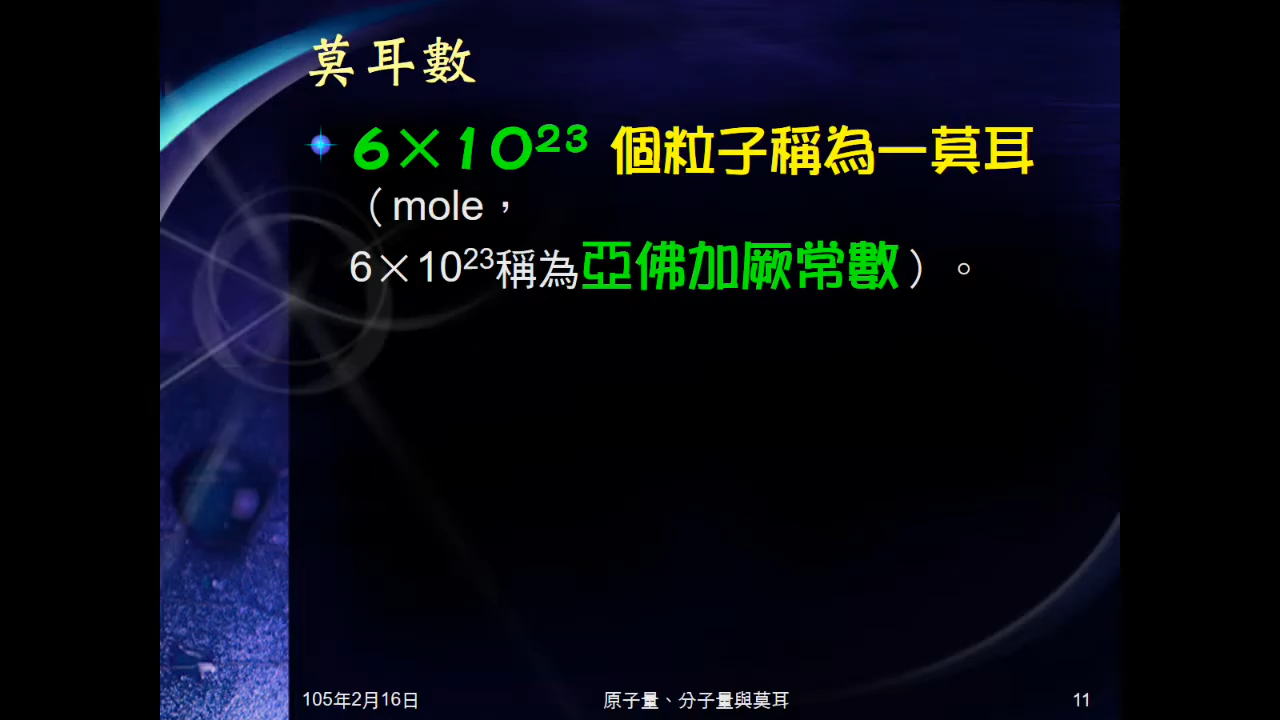 莫耳數
6×10²³ 個粒子稱為一莫耳
（mole，
6×10²³稱為亞佛加厥常數）。
105年2月16日
原子量、分子量與莫耳
11